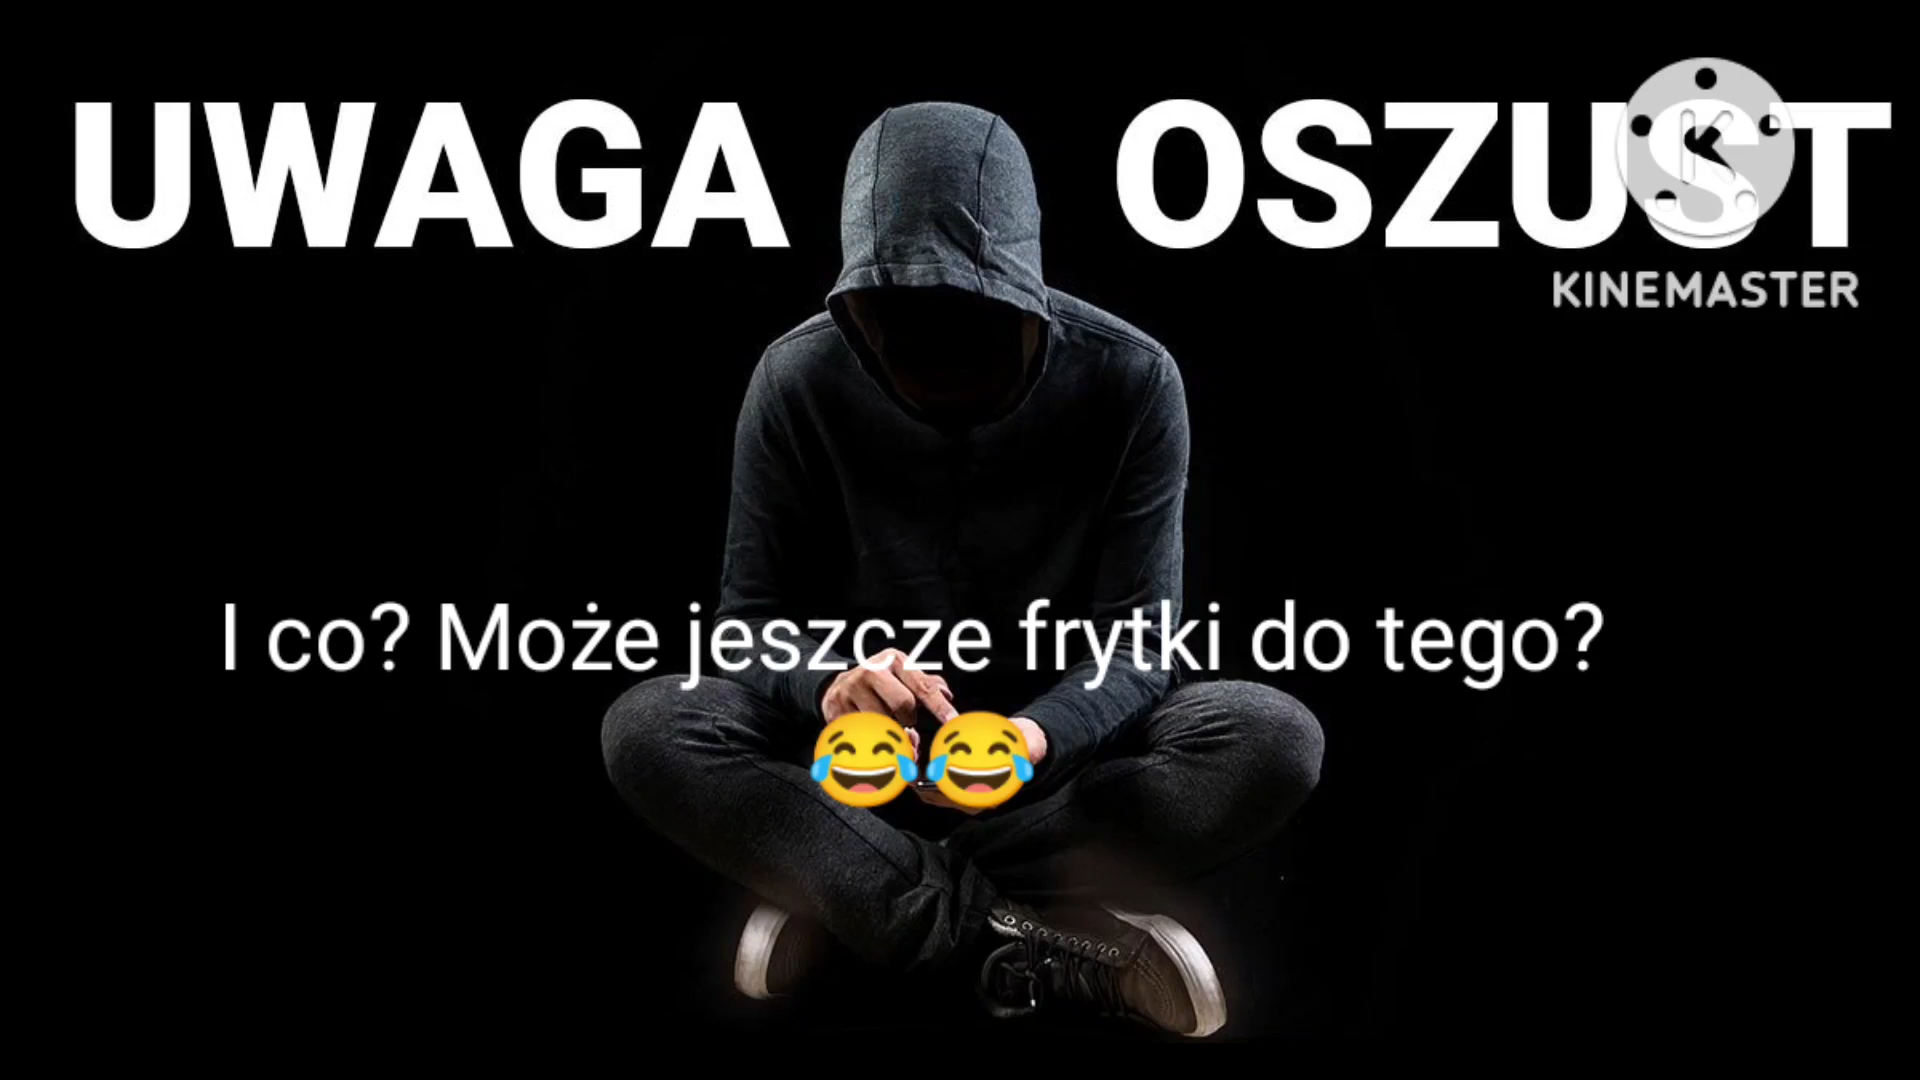 UWAGA OSZUST
KINEMASTER
I co? Może jeszcze frytki do tego?
😂😂